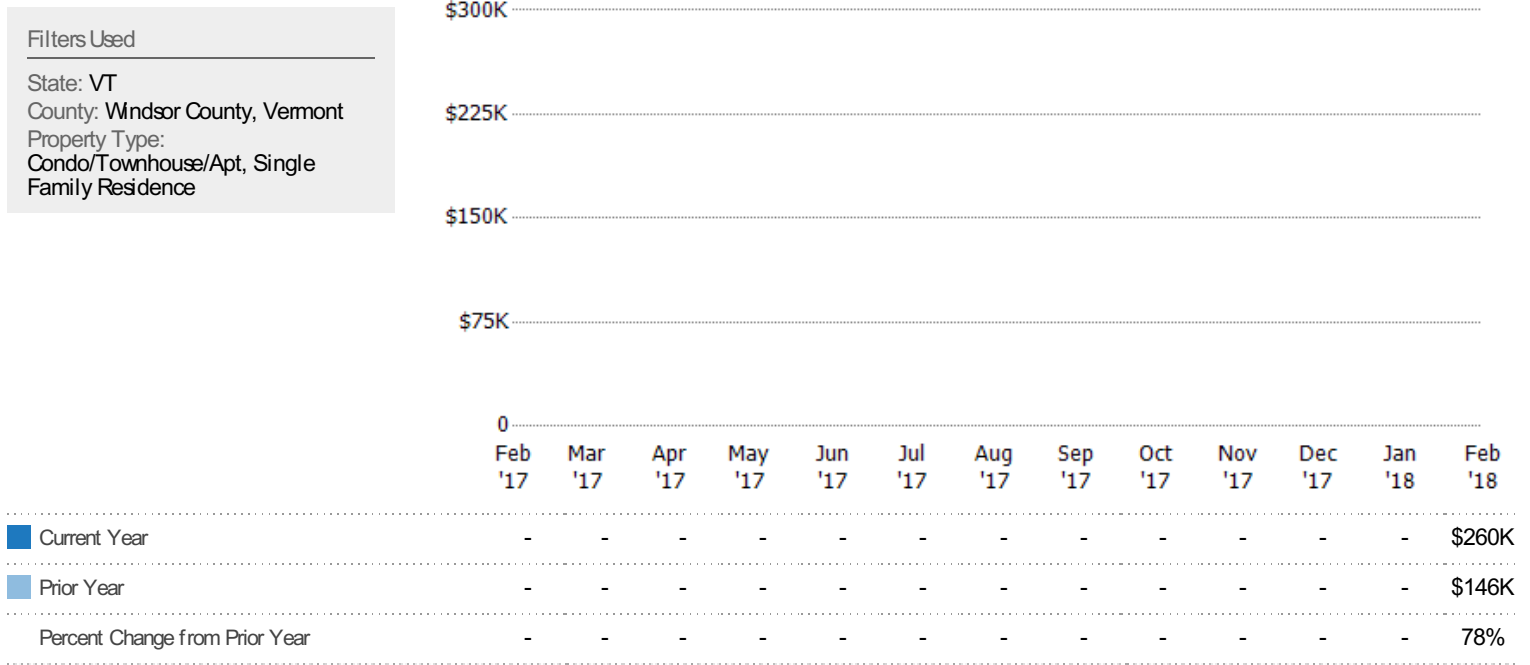 Filters Used
State: VT
County: Windsor County, Vermont
Property Type:
Condo/Townhouse/Apt, Single
Family Residence
$300K
$225K
$150K
$75K
0
Feb Mar Apr May Jun Jul Aug Sep Oct Nov Dec Jan Feb
'17 '17 '17 '17 '17 '17 '17 '17 '17 '17 '17 '18 '18
Current Year - - - - - - - - - - - - $260K
Prior Year - - - - - - - - - - - - $146K
Percent Change from Prior Year - - - - - - - - - - - - 78%